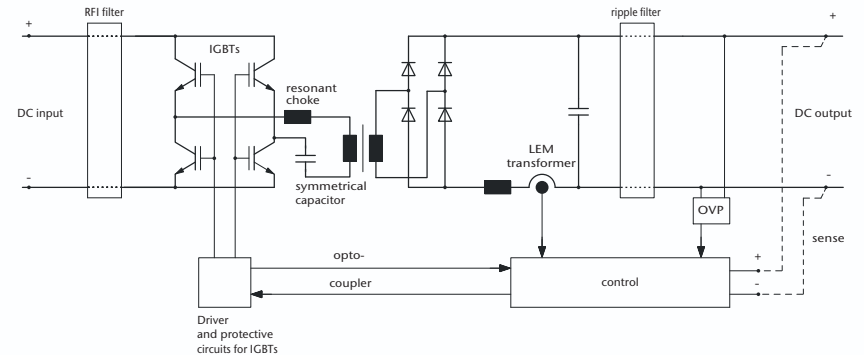 RFI filter
ripple filter
+
+
IGBTs
resonant
choke
DC input
DC output
LEM
transformer
-
-
symmetrical
capacitor
OVP
sense
opto-
+
control
coupler
-
Driver
and protective
circuits for IGBTs